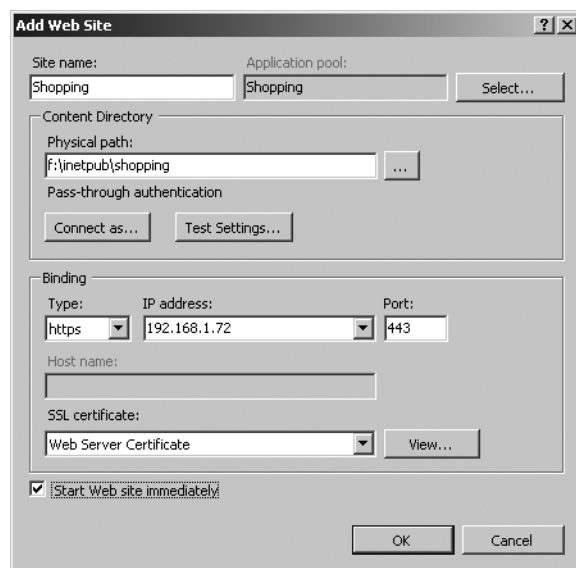 Add Web Site
Site name:
Application pool:
Shopping
Shopping
Select...
Content Directory
Physical path:
f:\inetpub\shopping
...
Pass-through authentication
Connect as...
Test Settings...
Binding
Type:
IP address:
Port:
https
192.168.1.72
443
Host name:
SSL certificate:
Web Server Certificate
View...
Start Web site immediately
OK
Cancel